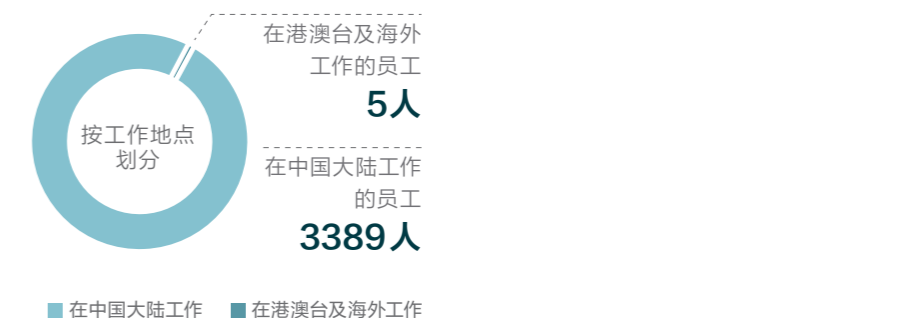 在港澳台及海外
工作的员工
5人
按工作地点
划分
在中国大陆工作
的员工
3389人
在中国大陆工作
在港澳台及海外工作